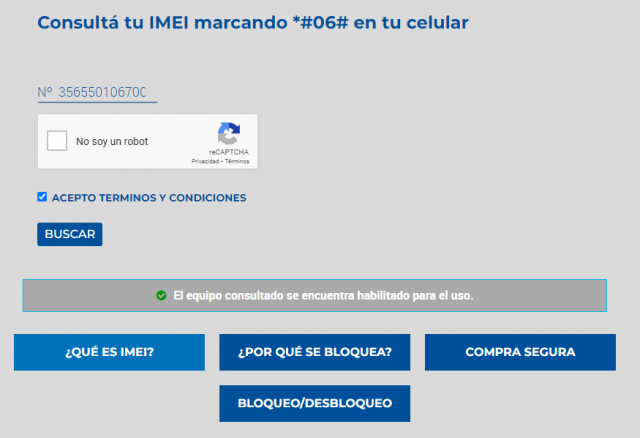 Consultá tu IMEI marcando *#06# en tu celular
Nº 35655010670
No soy un robot
reCAPTCHA
Privacidad - Términos
ACEPTO TERMINOS Y CONDICIONES
BUSCAR
El equipo consultado se encuentra habilitado para el uso.
¿QUÉ ES IMEI?
¿POR QUÉ SE BLOQUEA?
COMPRA SEGURA
BLOQUEO/DESBLOQUEO